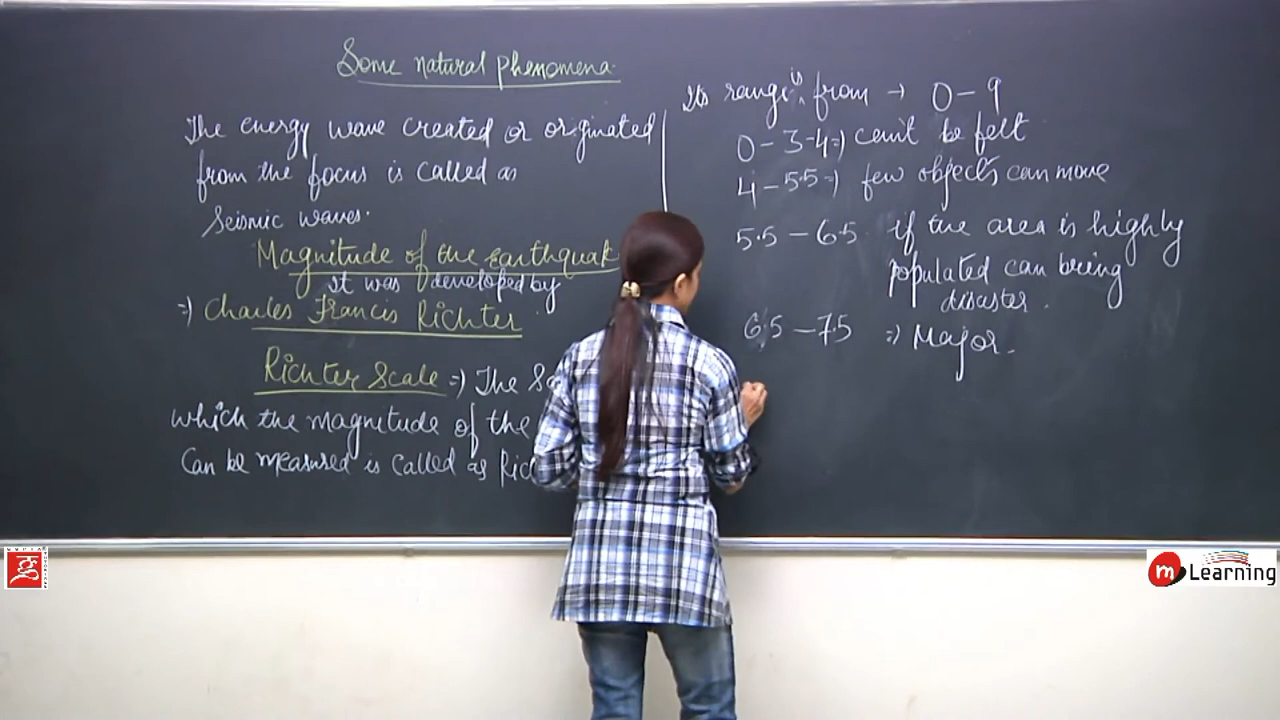 Some natural phenomena.
The energy wave created or originated
from the focus is called as
Seismic waves.
Magnitude of the earthquak
It was developed by
=) Charles Francis Richter.
Richter Scale =) The Sc
which the magnitude of the
Can be measured is called as Ric
Its range is from → 0 - 9
0 - 3.4 =) can't be felt
4 - 5.5 =) few objects can move
5.5 - 6.5 if the area is highly
populated can bring
disaster.
6.5 - 7.5 =) Major.
m Learning